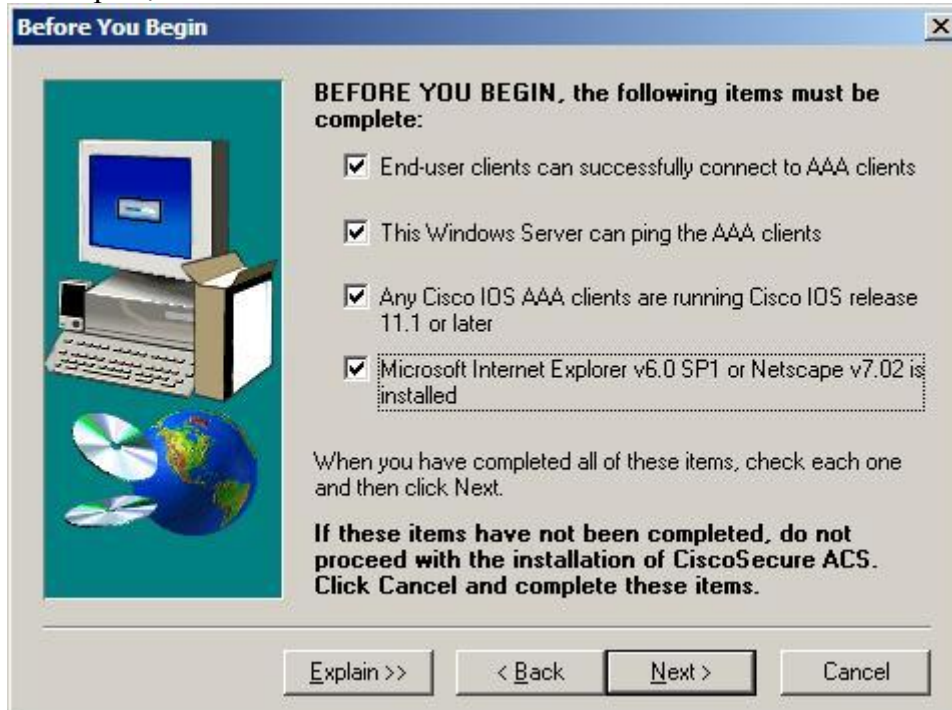 Before You Begin
BEFORE YOU BEGIN, the following items must be
complete:
End-user clients can successfully connect to AAA clients
This Windows Server can ping the AAA clients
Any Cisco IOS AAA clients are running Cisco IOS release
11.1 or later
Microsoft Internet Explorer v6.0 SP1 or Netscape v7.02 is
installed
When you have completed all of these items, check each one
and then click Next.
If these items have not been completed, do not
proceed with the installation of CiscoSecure ACS.
Click Cancel and complete these items.
Explain >>
< Back
Next >
Cancel